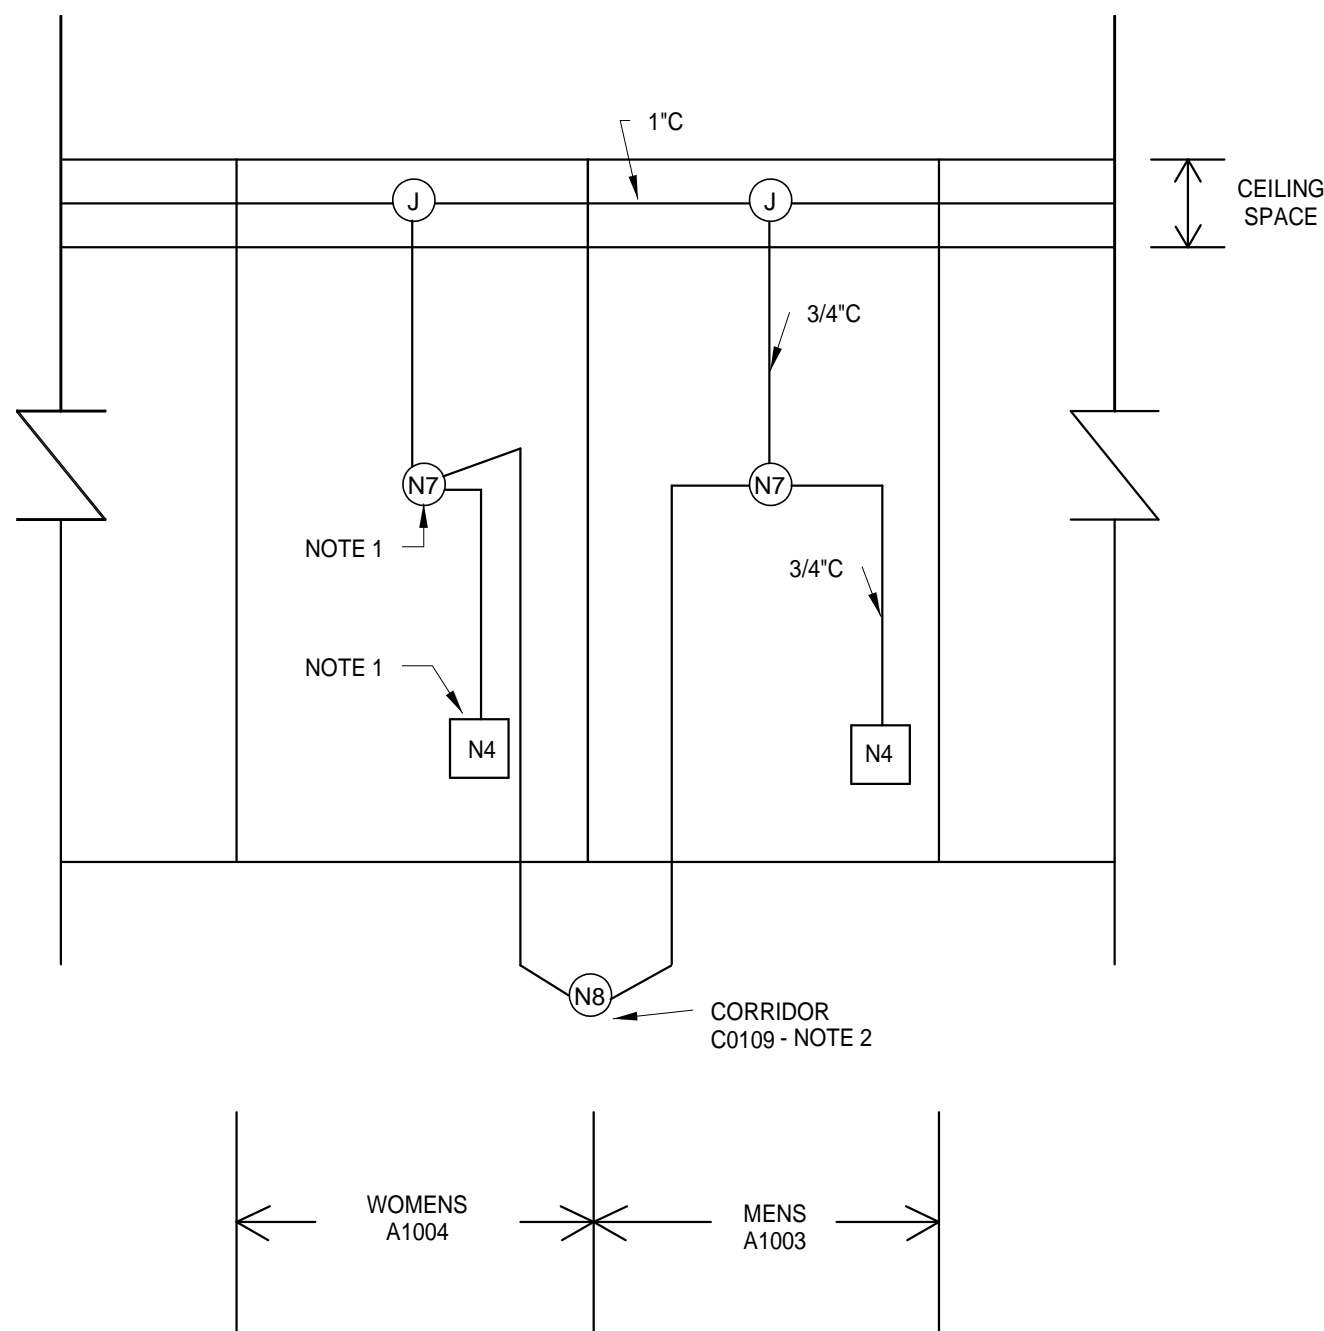 1"C
J
J
CEILING
SPACE
3/4"C
N7
N7
NOTE 1
3/4"C
NOTE 1
N4
N4
N8
CORRIDOR
C0109 - NOTE 2
WOMENS
A1004
MENS
A1003